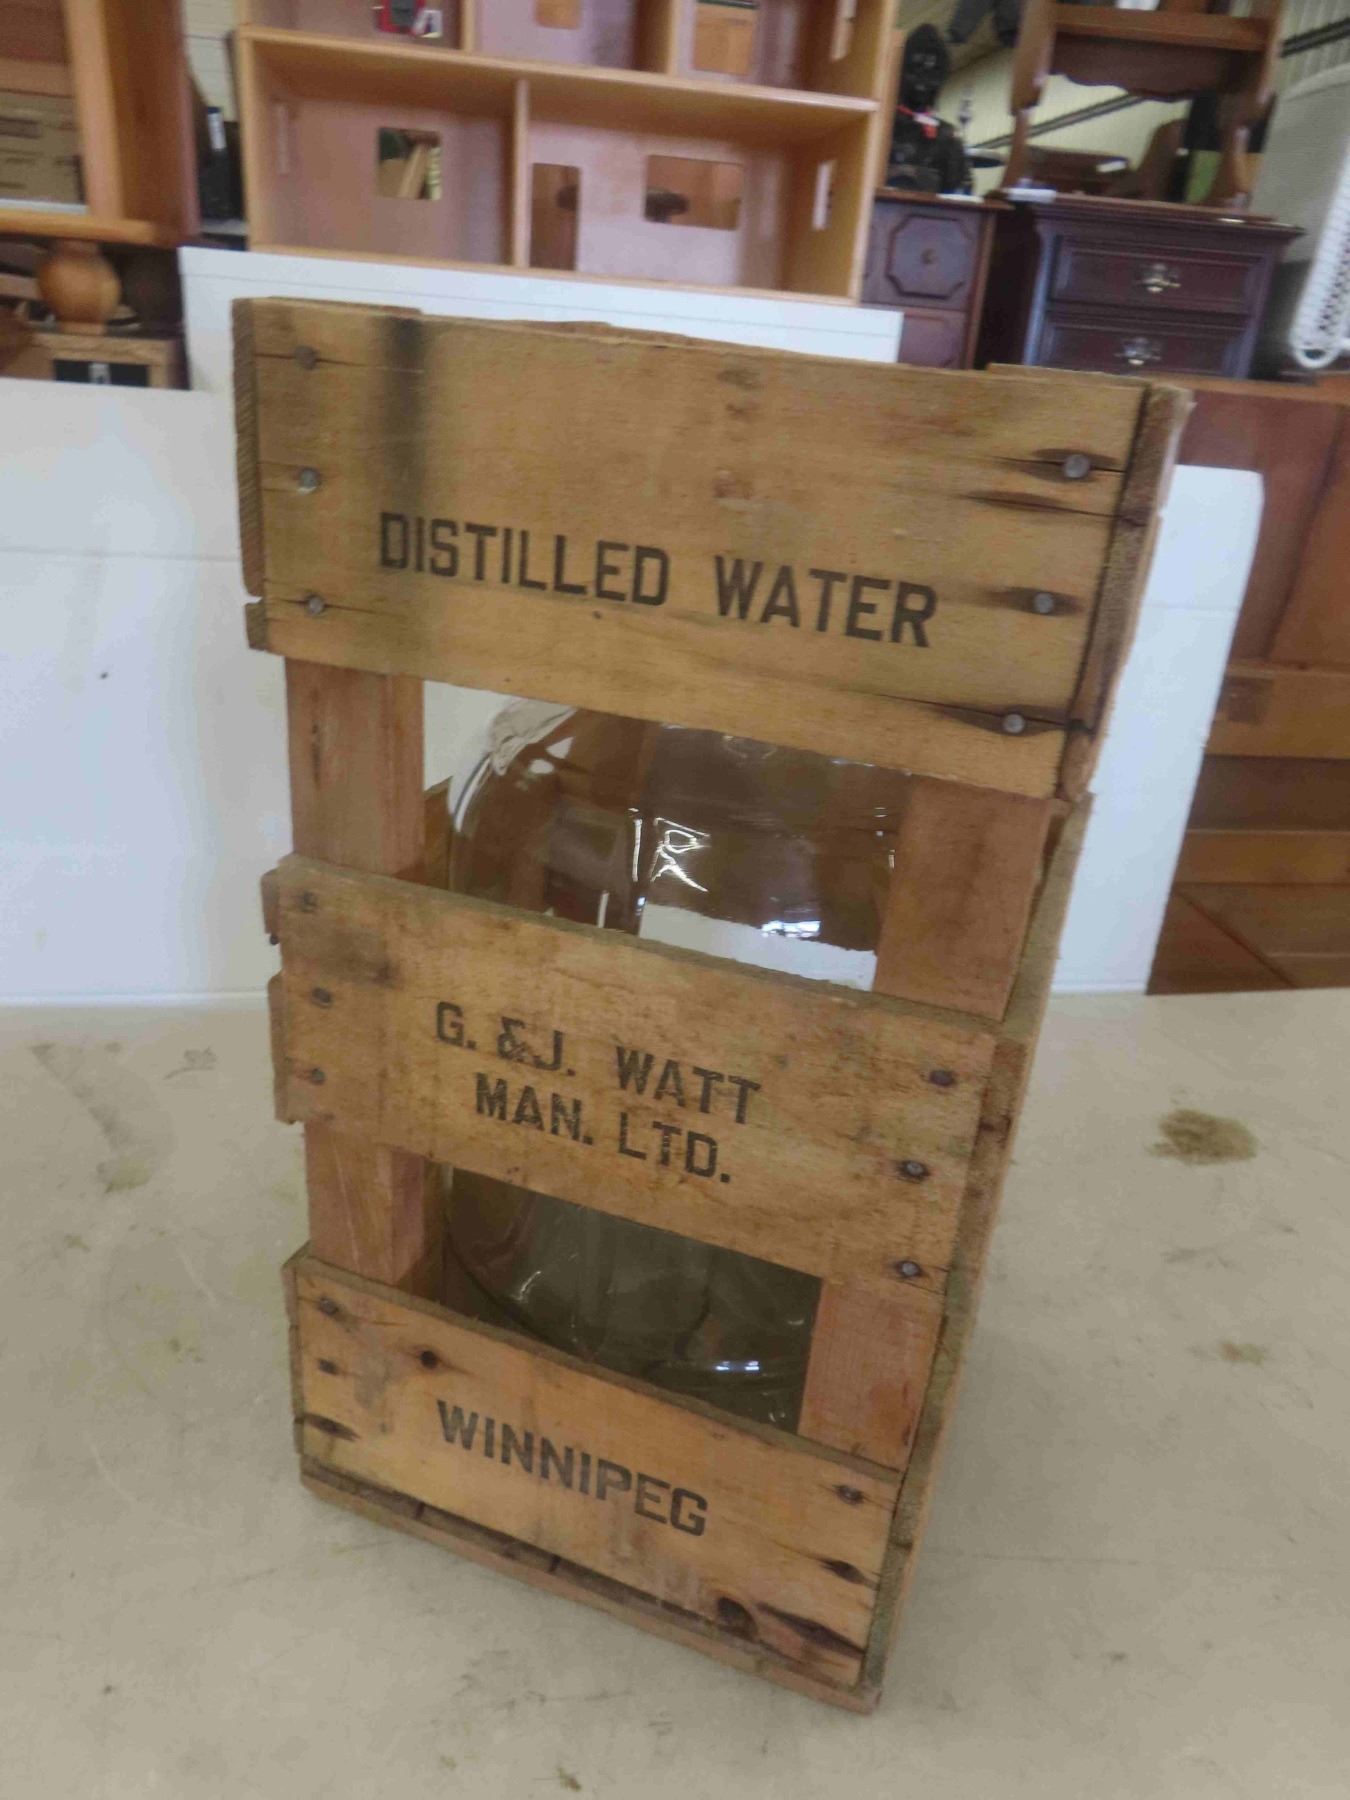 DISTILLED WATER
G. & J. WATT
MAN. LTD.
WINNIPEG